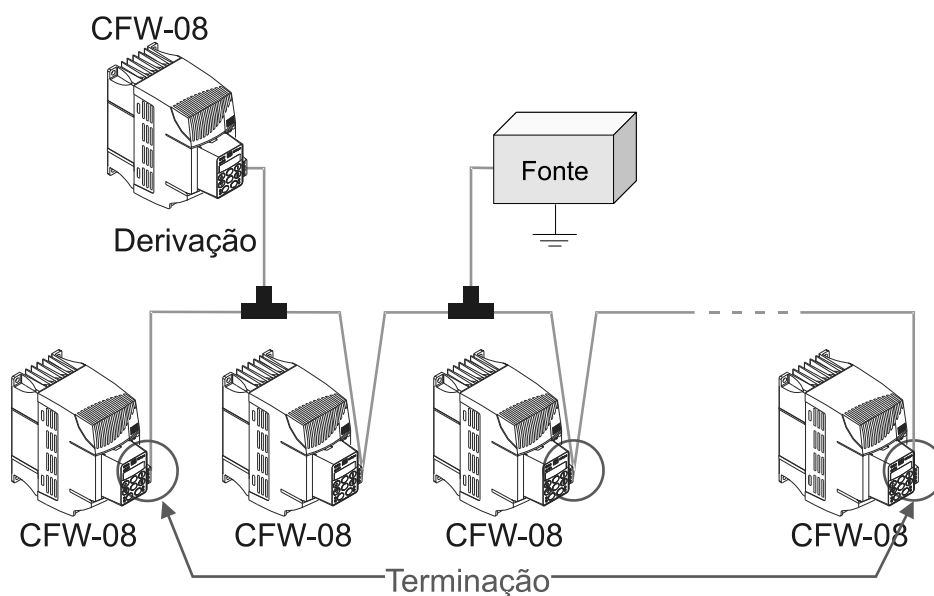 CFW-08
Fonte
Derivação
CFW-08
CFW-08
CFW-08
CFW-08
Terminação